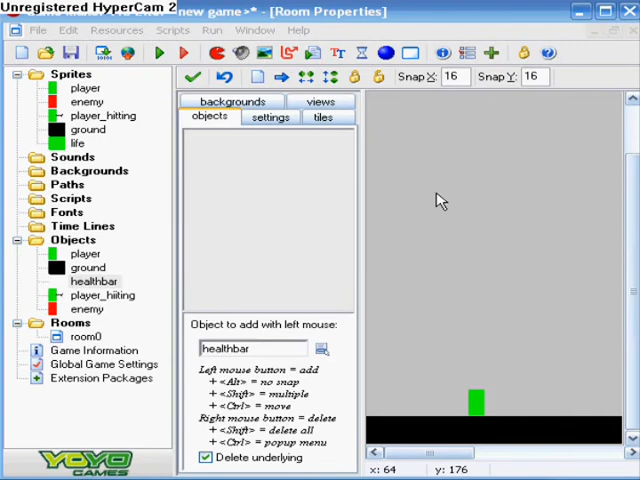 Unregistered HyperCam 2
new game>* - [Room Properties]
File Edit Resources Scripts Run Window Help
Snap X: 16 Snap Y: 16
Sprites
player
enemy
player_hitting
ground
life
Sounds
Backgrounds
Paths
Scripts
Fonts
Time Lines
Objects
player
ground
healthbar
player_hiiting
enemy
Rooms
room0
Game Information
Global Game Settings
Extension Packages
YOYO
GAMES
backgrounds views
objects settings tiles
Object to add with left mouse:
healthbar
Left mouse button = add
+ <Alt> = no snap
+ <Shift> = multiple
+ <Ctrl> = move
Right mouse button = delete
+ <Shift> = delete all
+ <Ctrl> = popup menu
Delete underlying
x: 64 y: 176